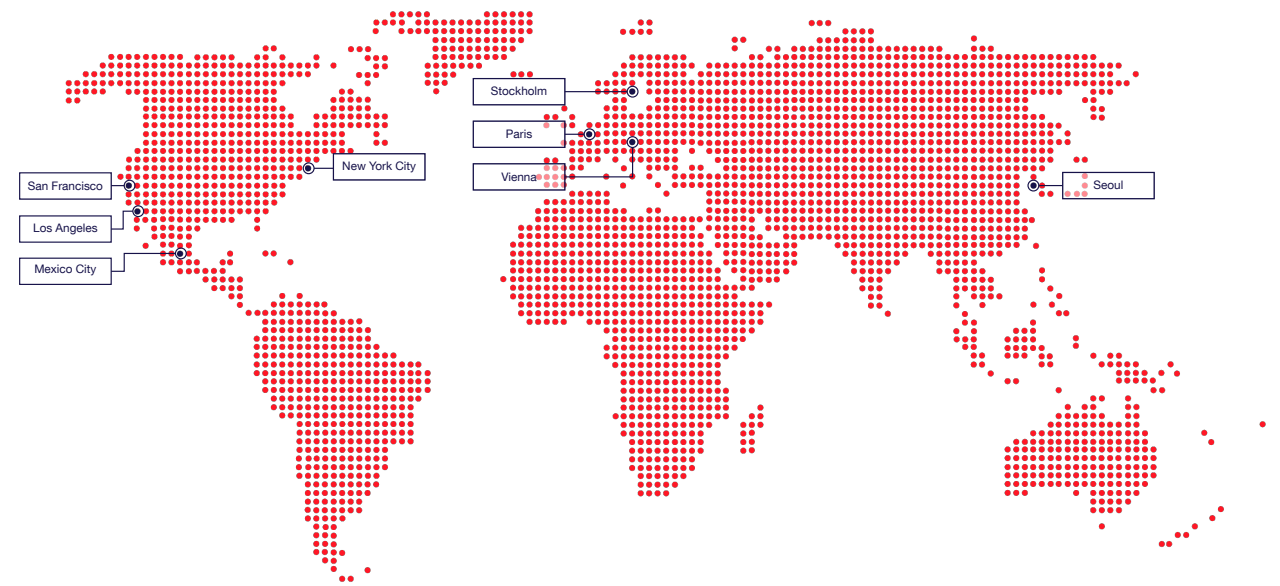 Stockholm
Paris
New York City
Vienna
San Francisco
Seoul
Los Angeles
Mexico City